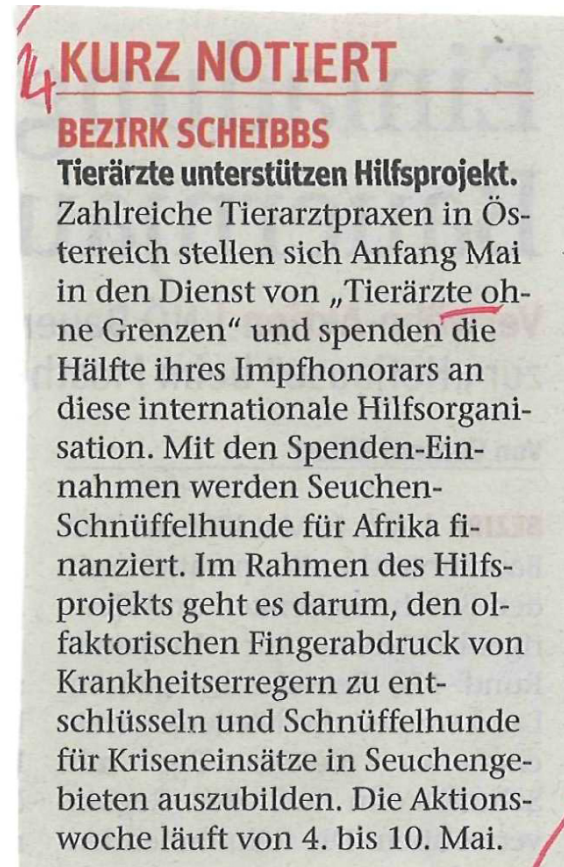 24
KURZ NOTIERT
BEZIRK SCHEIBBS
Tierärzte unterstützen Hilfsprojekt.
Zahlreiche Tierarztpraxen in Ös-
terreich stellen sich Anfang Mai
in den Dienst von „Tierärzte oh-
ne Grenzen“ und spenden die
Hälfte ihres Impfhonorars an
diese internationale Hilfsorgani-
sation. Mit den Spenden-Ein-
nahmen werden Seuchen-
Schnüffelhunde für Afrika fi-
nanziert. Im Rahmen des Hilfs-
projekts geht es darum, den ol-
faktorischen Fingerabdruck von
Krankheitserregern zu ent-
schlüsseln und Schnüffelhunde
für Kriseneinsätze in Seuchenge-
bieten auszubilden. Die Aktions-
woche läuft von 4. bis 10. Mai.